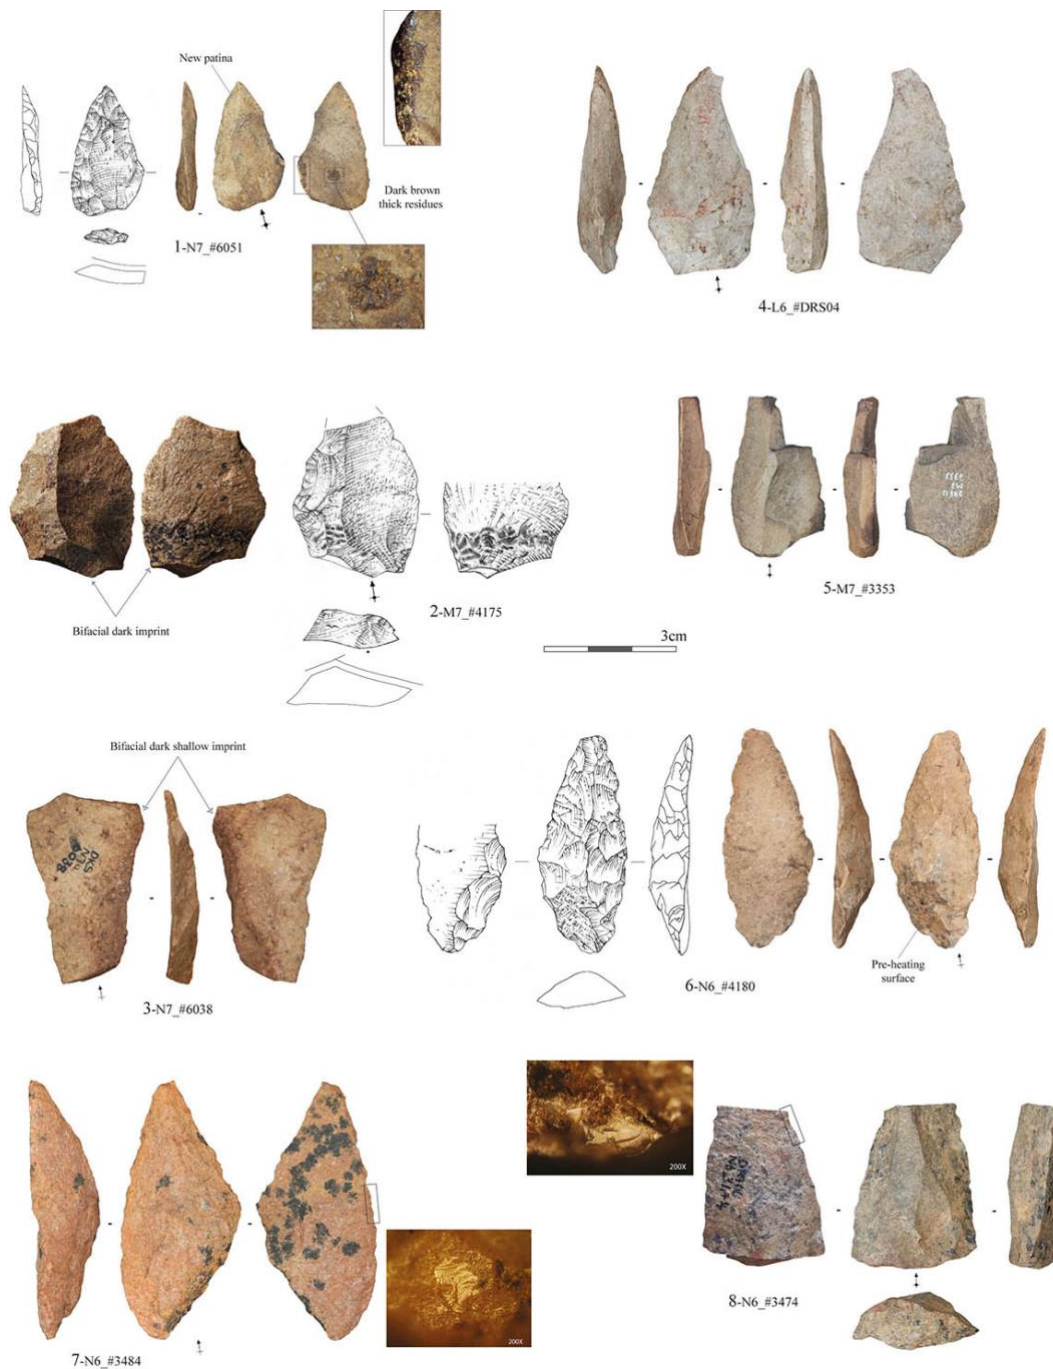 New patina
Dark brown
thick residues
1-N7_#6051
4-L6_#DRS04
Bifacial dark imprint
2-M7_#4175
5-M7_#3353
3cm
Bifacial dark shallow imprint
3-N7_#6038
Pre-heating
surface
6-N6_#4180
200X
200X
7-N6_#3484
8-N6_#3474